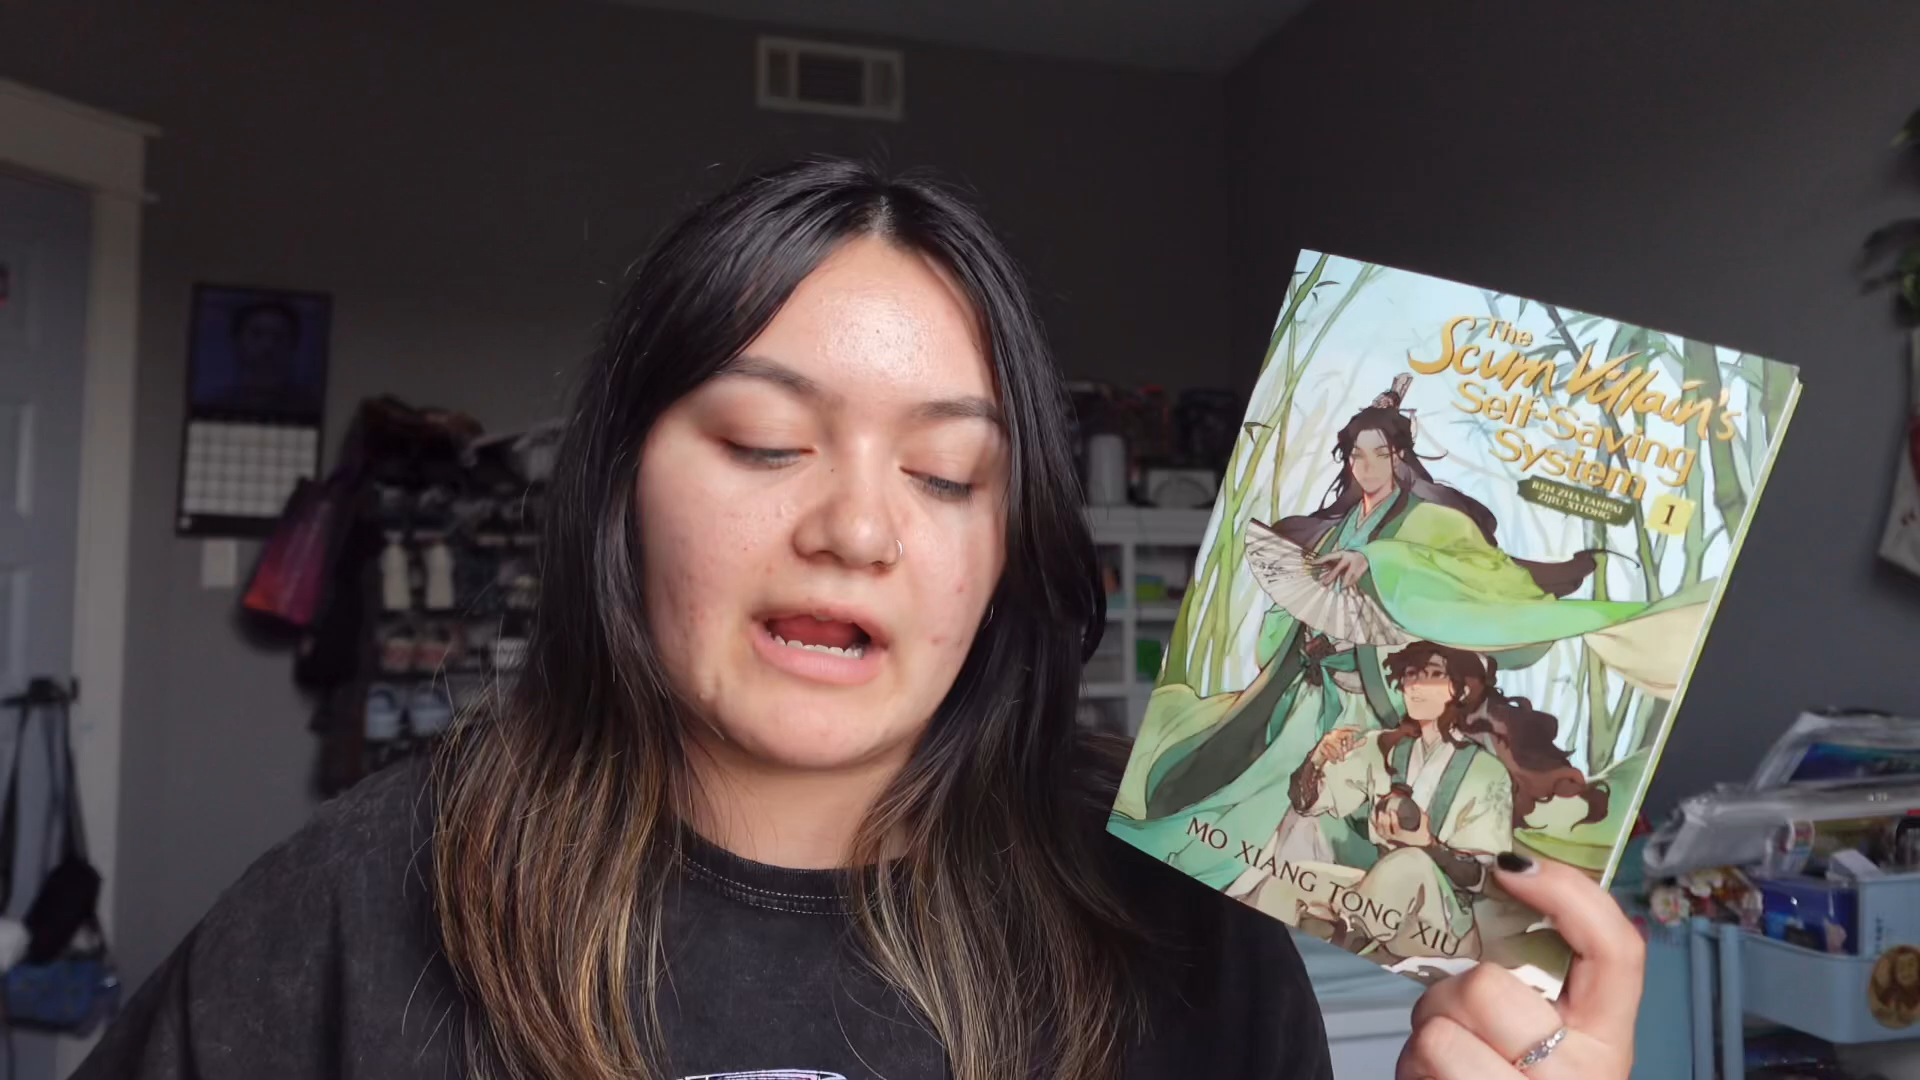 The
Scum Villain's
Self-Saving
System
REN ZHA FANPAI
ZIJIU XITONG
1
MO XIANG TONG XIU